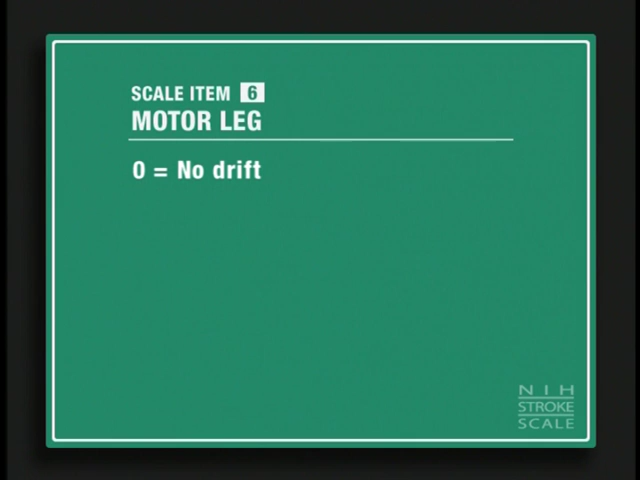 SCALE ITEM 6
MOTOR LEG
0 = No drift
NIH
STROKE
SCALE